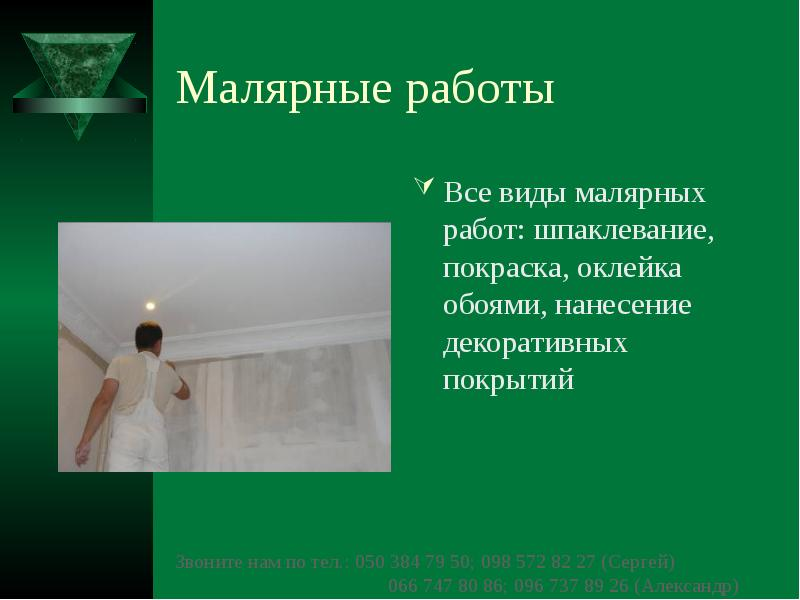 Малярные работы
Все виды малярных
работ: шпаклевание,
покраска, оклейка
обоями, нанесение
декоративных
покрытий
Звоните нам по тел.: 050 384 79 50; 098 572 82 27 (Сергей)
066 747 80 86; 096 737 89 26 (Александр)